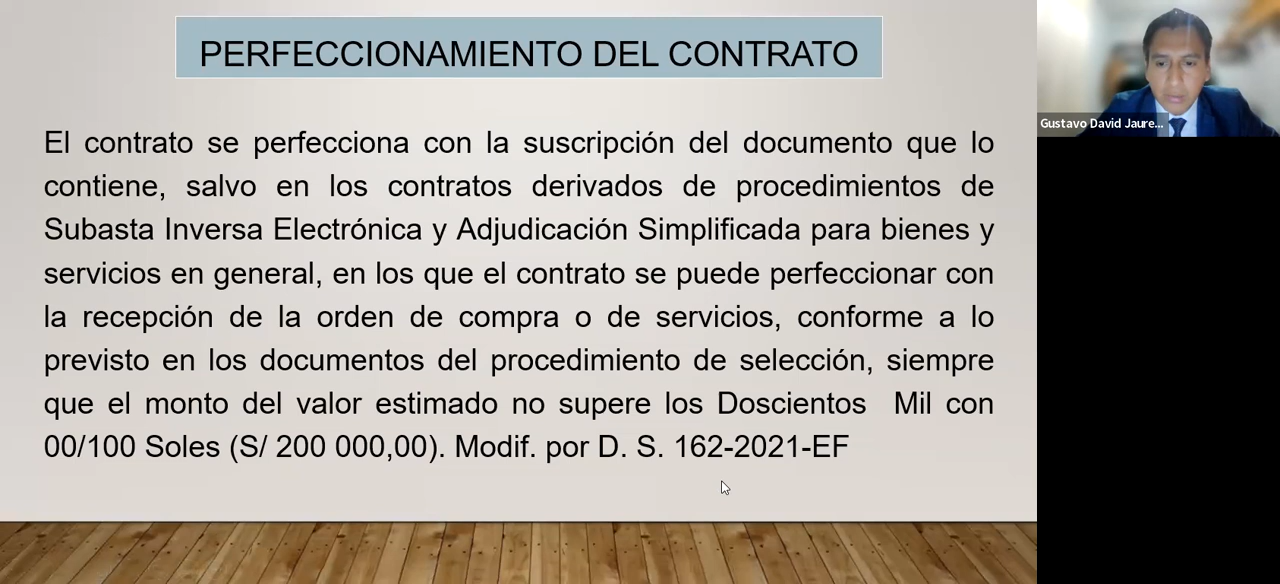 PERFECCIONAMIENTO DEL CONTRATO
El contrato se perfecciona con la suscripción del documento que lo
contiene, salvo en los contratos derivados de procedimientos de
Subasta Inversa Electrónica y Adjudicación Simplificada para bienes y
servicios en general, en los que el contrato se puede perfeccionar con
la recepción de la orden de compra o de servicios, conforme a lo
previsto en los documentos del procedimiento de selección, siempre
que el monto del valor estimado no supere los Doscientos  Mil con
00/100 Soles (S/ 200 000,00). Modif. por D. S. 162-2021-EF
Gustavo David Jaure...